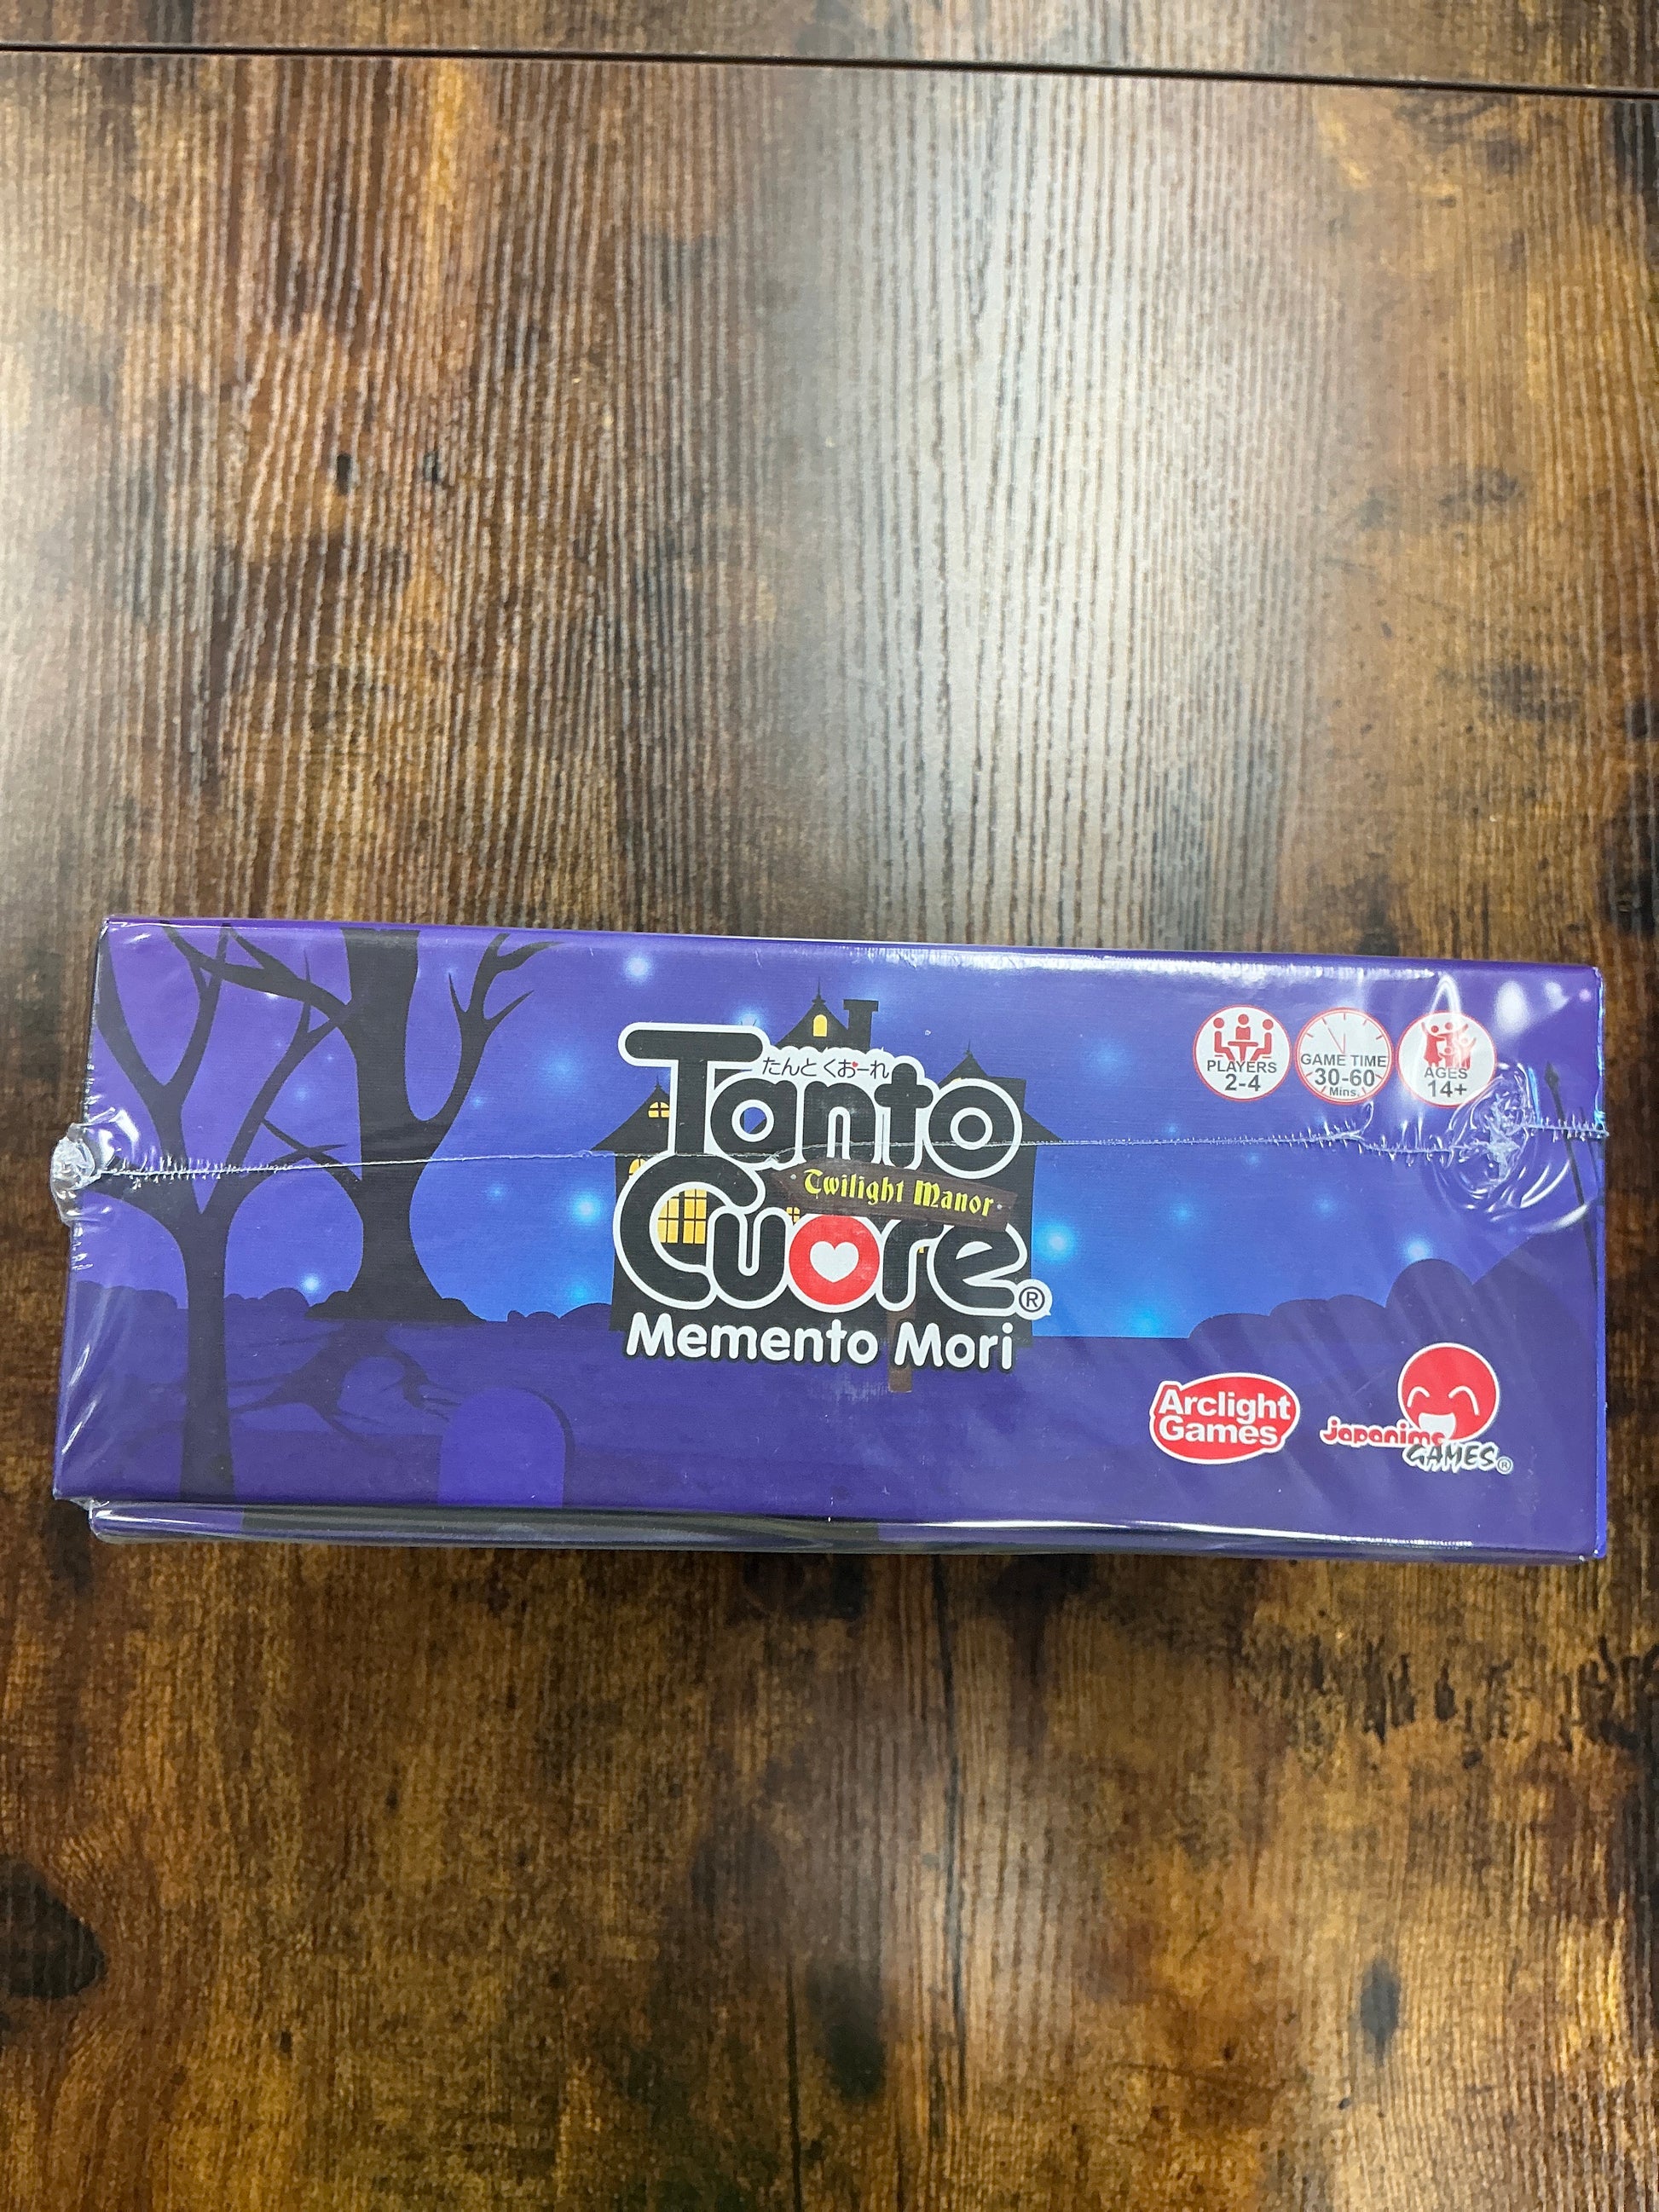 たんとくおーれ
Tanto
Cuore®
Twilight Manor
Memento Mori
PLAYERS
2-4
GAME TIME
30-60
Mins.
AGES
14+
Arclight
Games
japanime
GAMES®